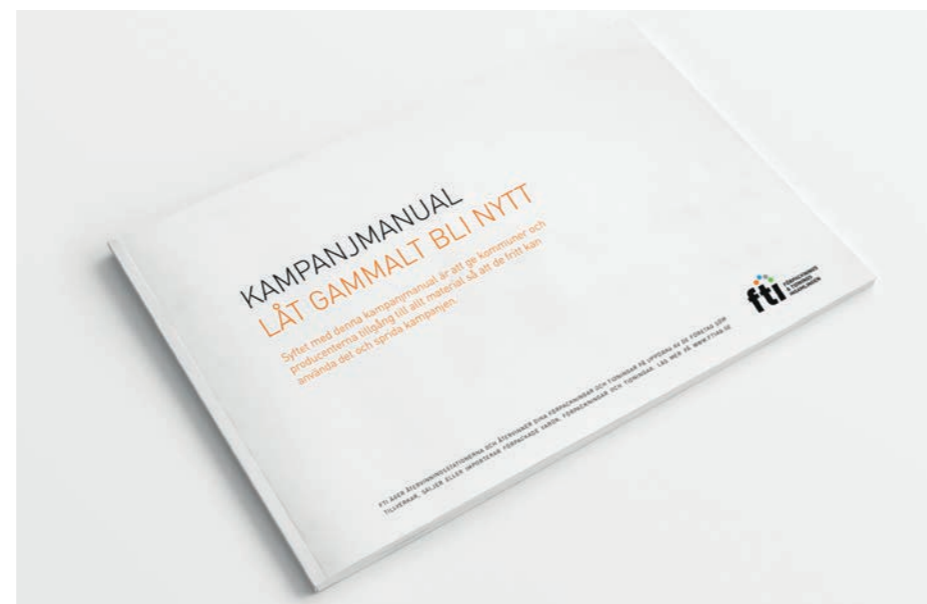 KAMPANJMANUAL
LÅT GAMMALT BLI NYTT
Syftet med denna kampanjmanual är att ge kommuner och
producenterna tillgång till allt material så att de fritt kan
använda det och sprida kampanjen.
fti FÖRPACKNINGS
& TIDNINGS
INSAMLINGEN
FTI ÄGER ÅTERVINNINGSSTATIONERNA OCH ÅTERVINNER DINA FÖRPACKNINGAR OCH TIDNINGAR PÅ UPPDRAG AV DE FÖRETAG SOM
TILLVERKAR, SÄLJER ELLER IMPORTERAR FÖRPACKADE VAROR, FÖRPACKNINGAR OCH TIDNINGAR. LÄS MER PÅ WWW.FTIAB.SE